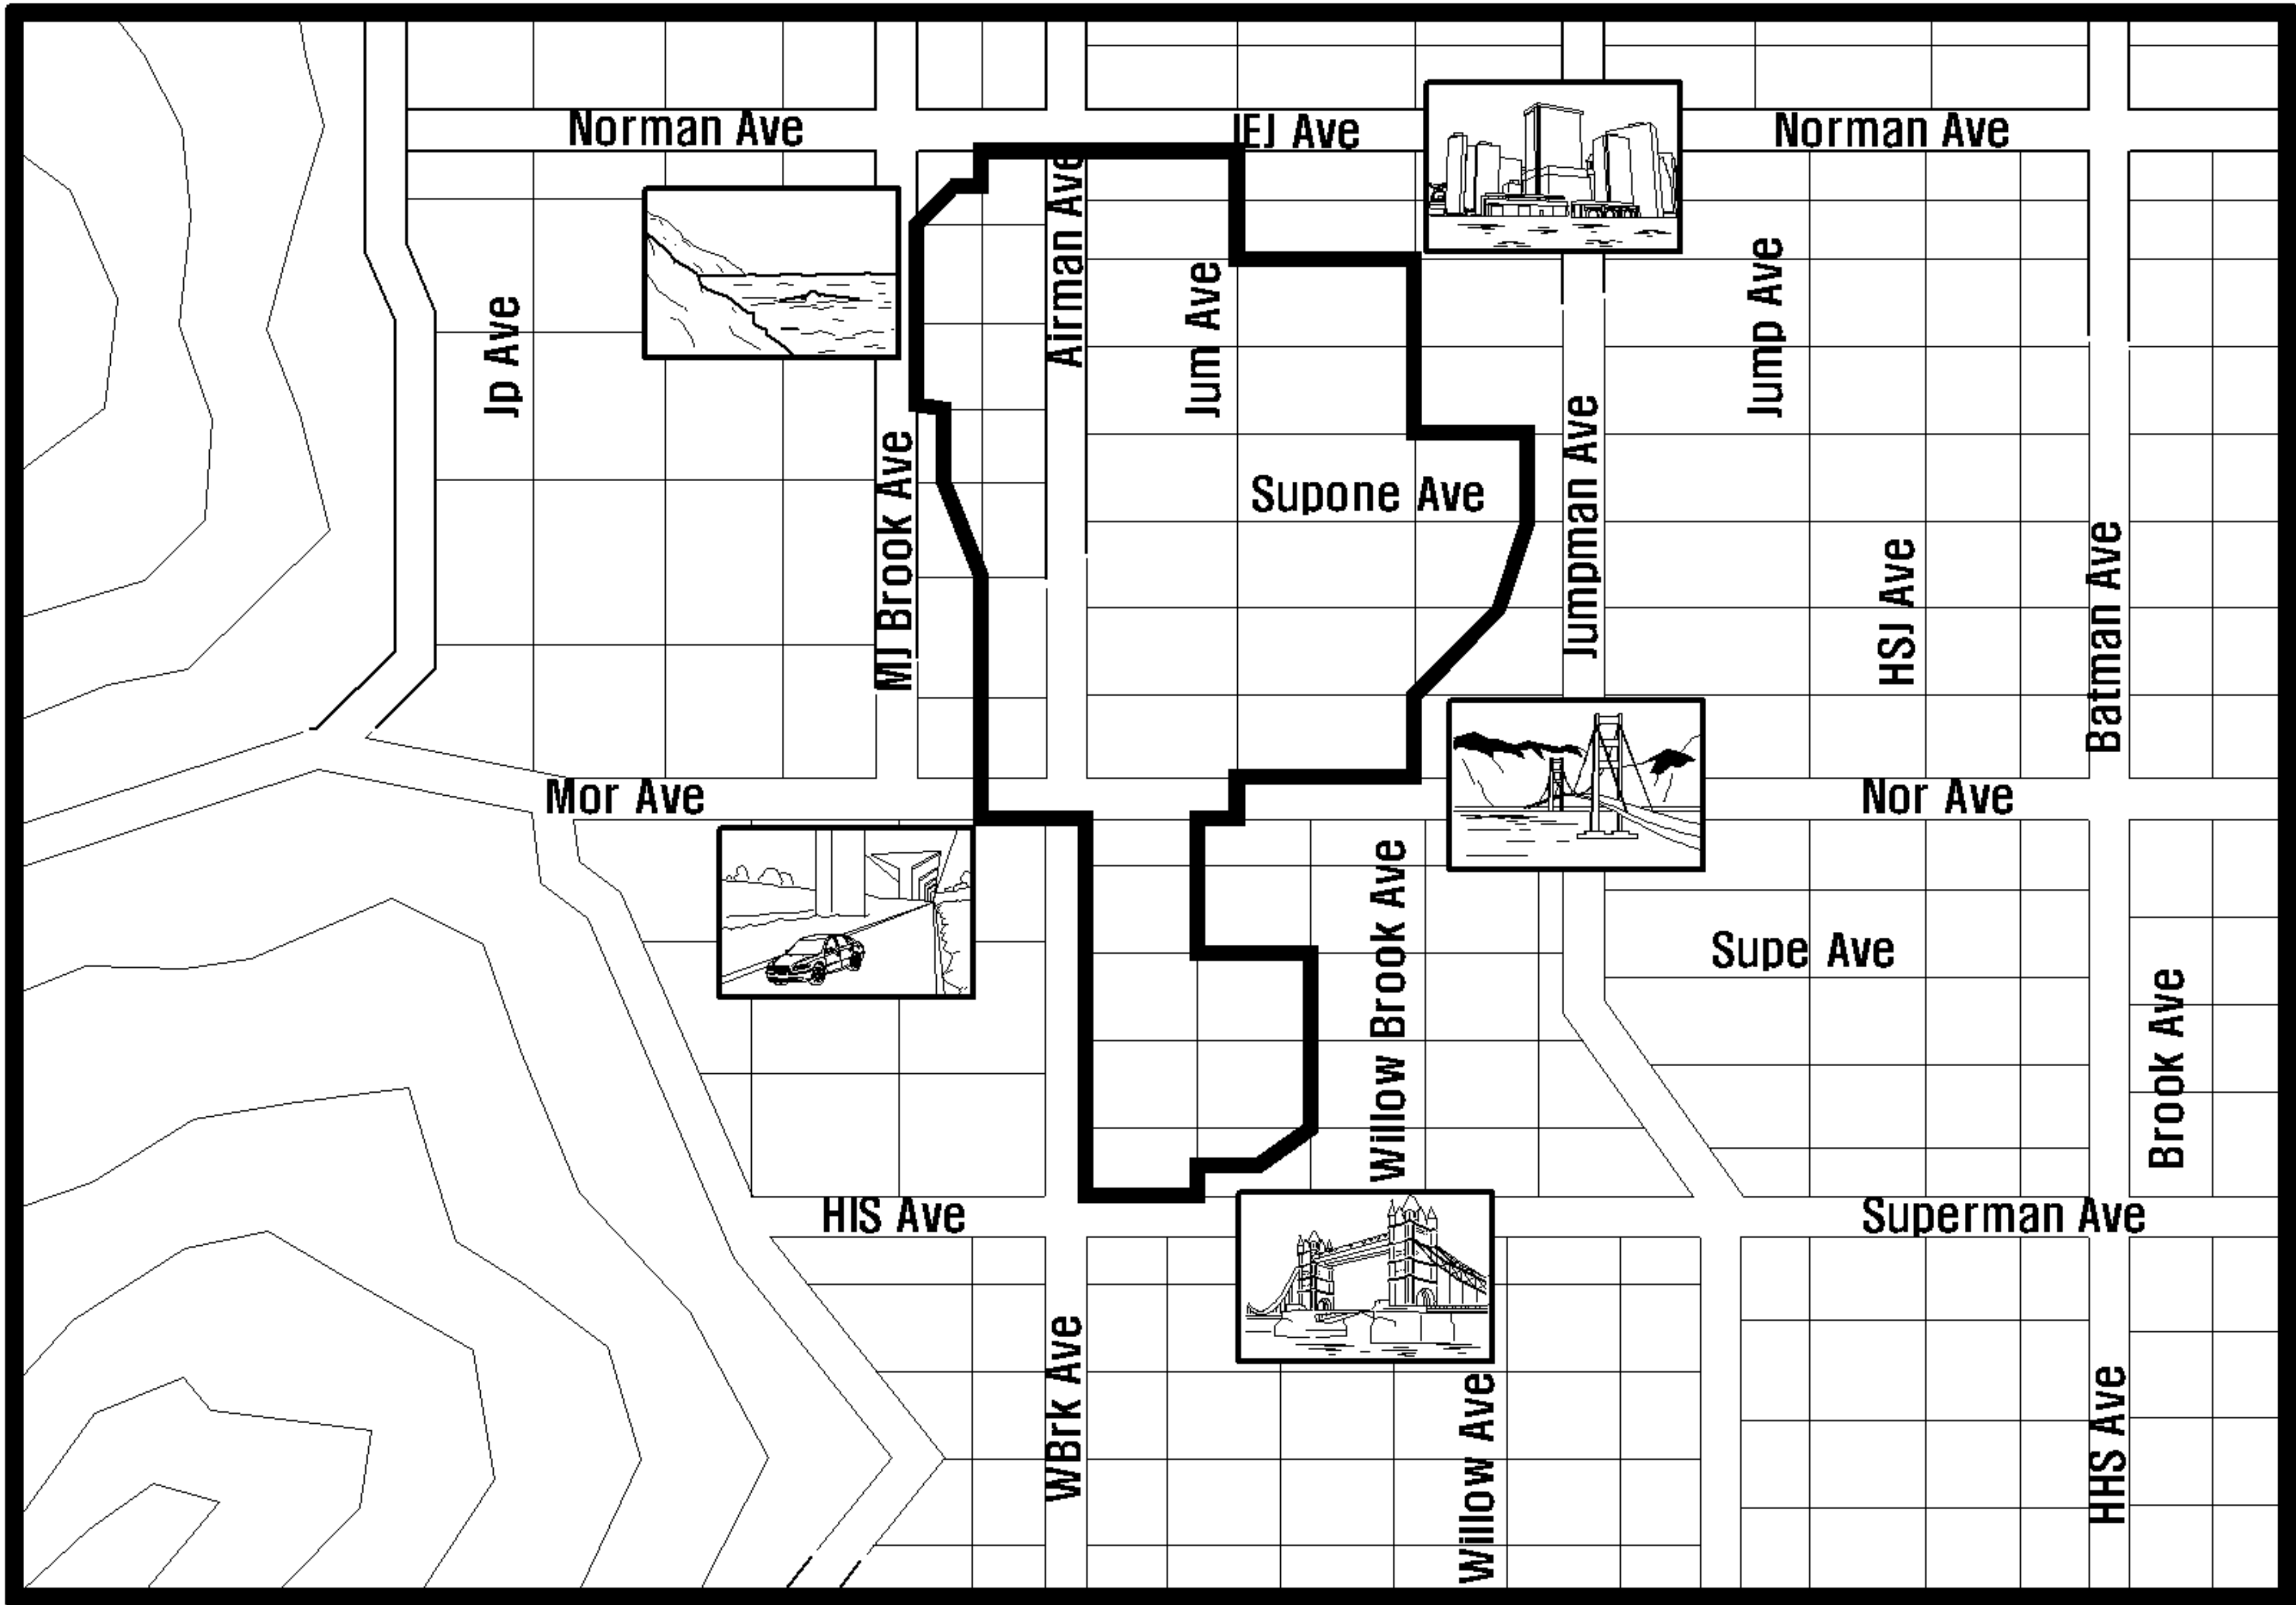 Norman Ave
IEJ Ave
Norman Ave
Airman Ave
Jp Ave
Jum Ave
Jump Ave
MJ Brook Ave
Supone Ave
Jumpman Ave
HSJ Ave
Batman Ave
Mor Ave
Nor Ave
Willow Brook Ave
Supe Ave
Brook Ave
HIS Ave
Superman Ave
WBrk Ave
Willow Ave
HHS Ave